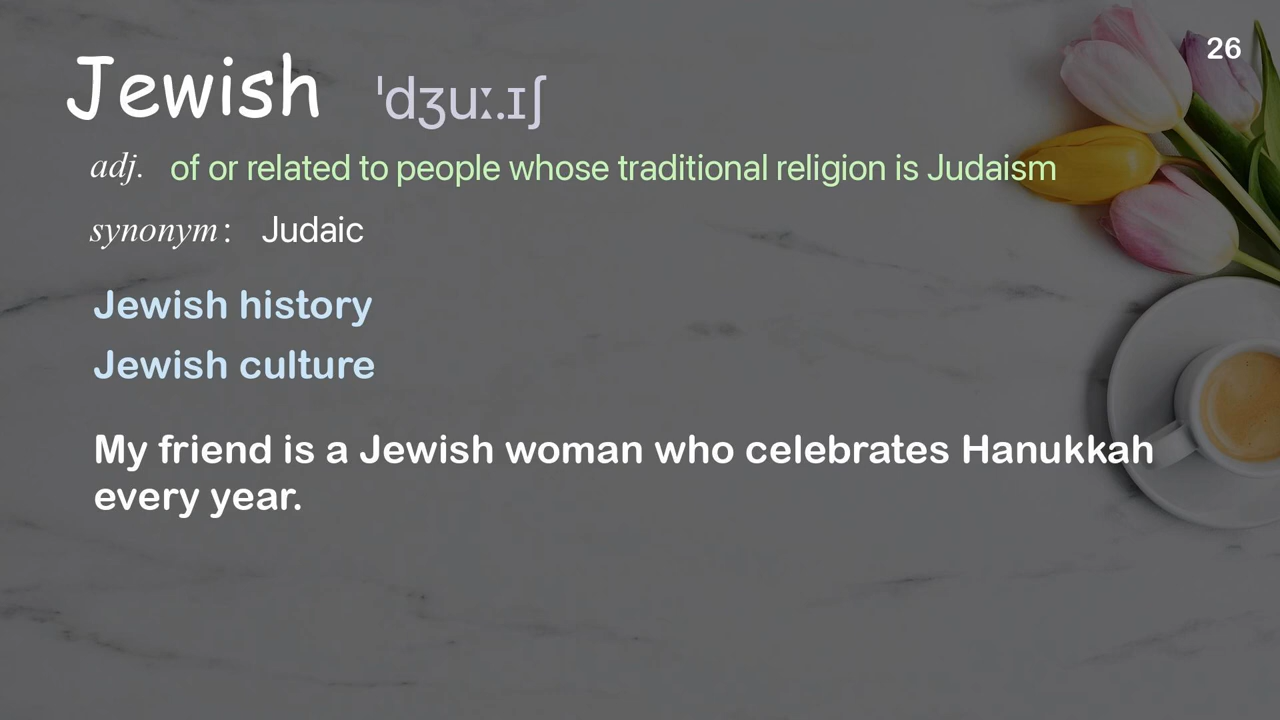 26
Jewish ˈdʒuː.ɪʃ
adj. of or related to people whose traditional religion is Judaism
synonym : Judaic
Jewish history
Jewish culture
My friend is a Jewish woman who celebrates Hanukkah
every year.